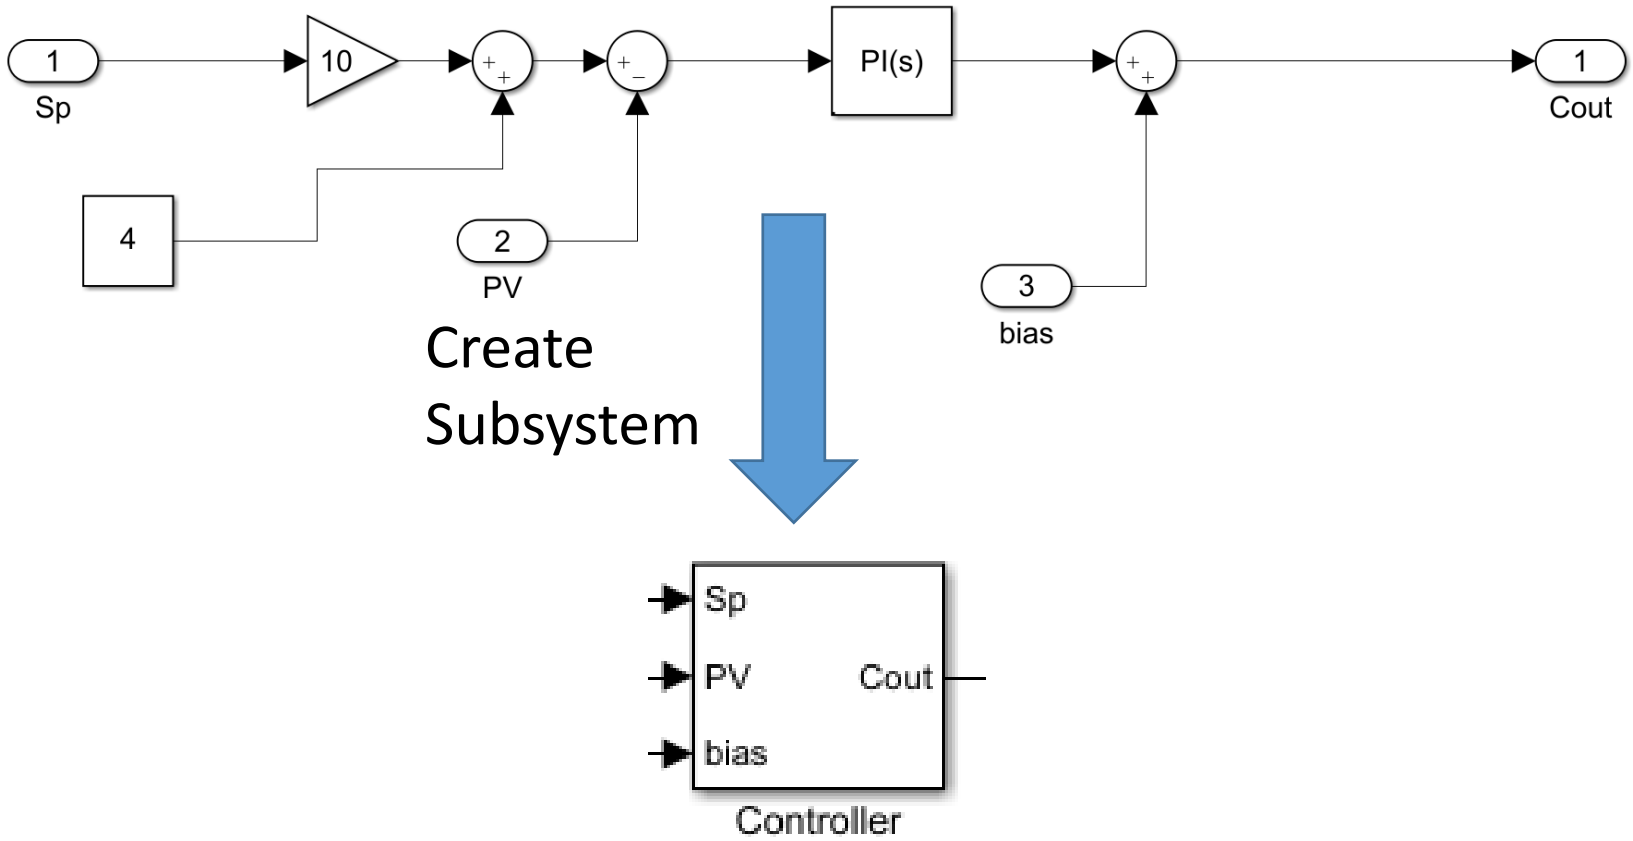 1
Sp
10
+
+
+
−
PI(s)
+
+
1
Cout
4
2
PV
3
bias
Create
Subsystem
Sp
PV
Cout
bias
Controller